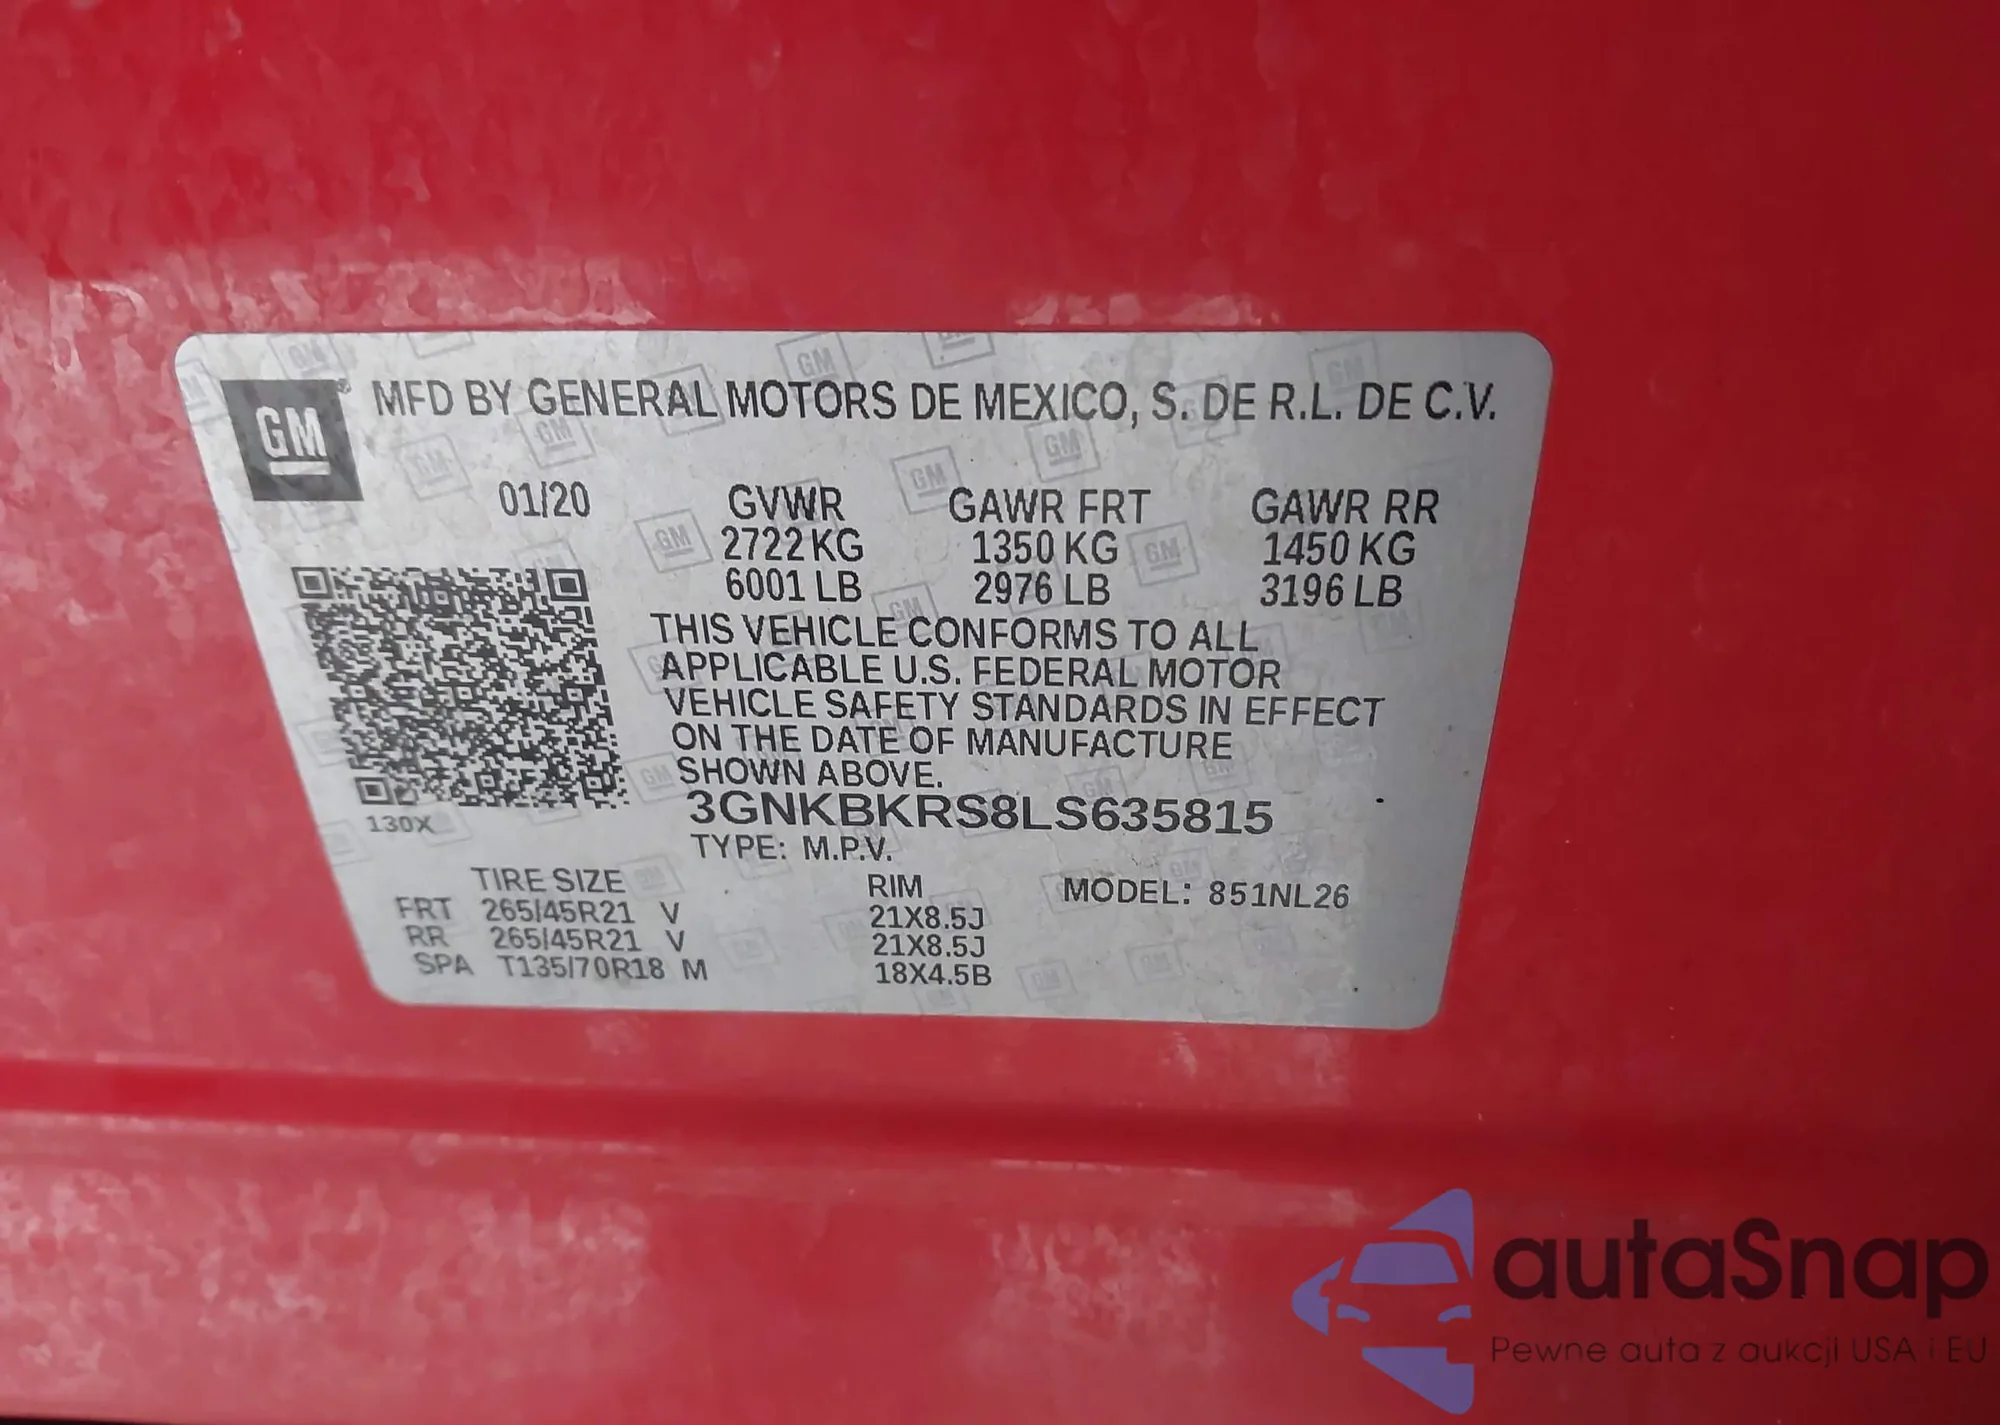 GM
MFD BY GENERAL MOTORS DE MEXICO, S. DE R.L. DE C.V.
01/20 GVWR GAWR FRT GAWR RR
2722 KG 1350 KG 1450 KG
6001 LB 2976 LB 3196 LB
THIS VEHICLE CONFORMS TO ALL
APPLICABLE U.S. FEDERAL MOTOR
VEHICLE SAFETY STANDARDS IN EFFECT
ON THE DATE OF MANUFACTURE
SHOWN ABOVE.
130X
3GNKBKRS8LS635815
TYPE: M.P.V.
TIRE SIZE RIM MODEL: 851NL26
FRT 265/45R21 V 21X8.5J
RR 265/45R21 V 21X8.5J
SPA T135/70R18 M 18X4.5B
autaSnap
Pewne auta z aukcji USA i EU